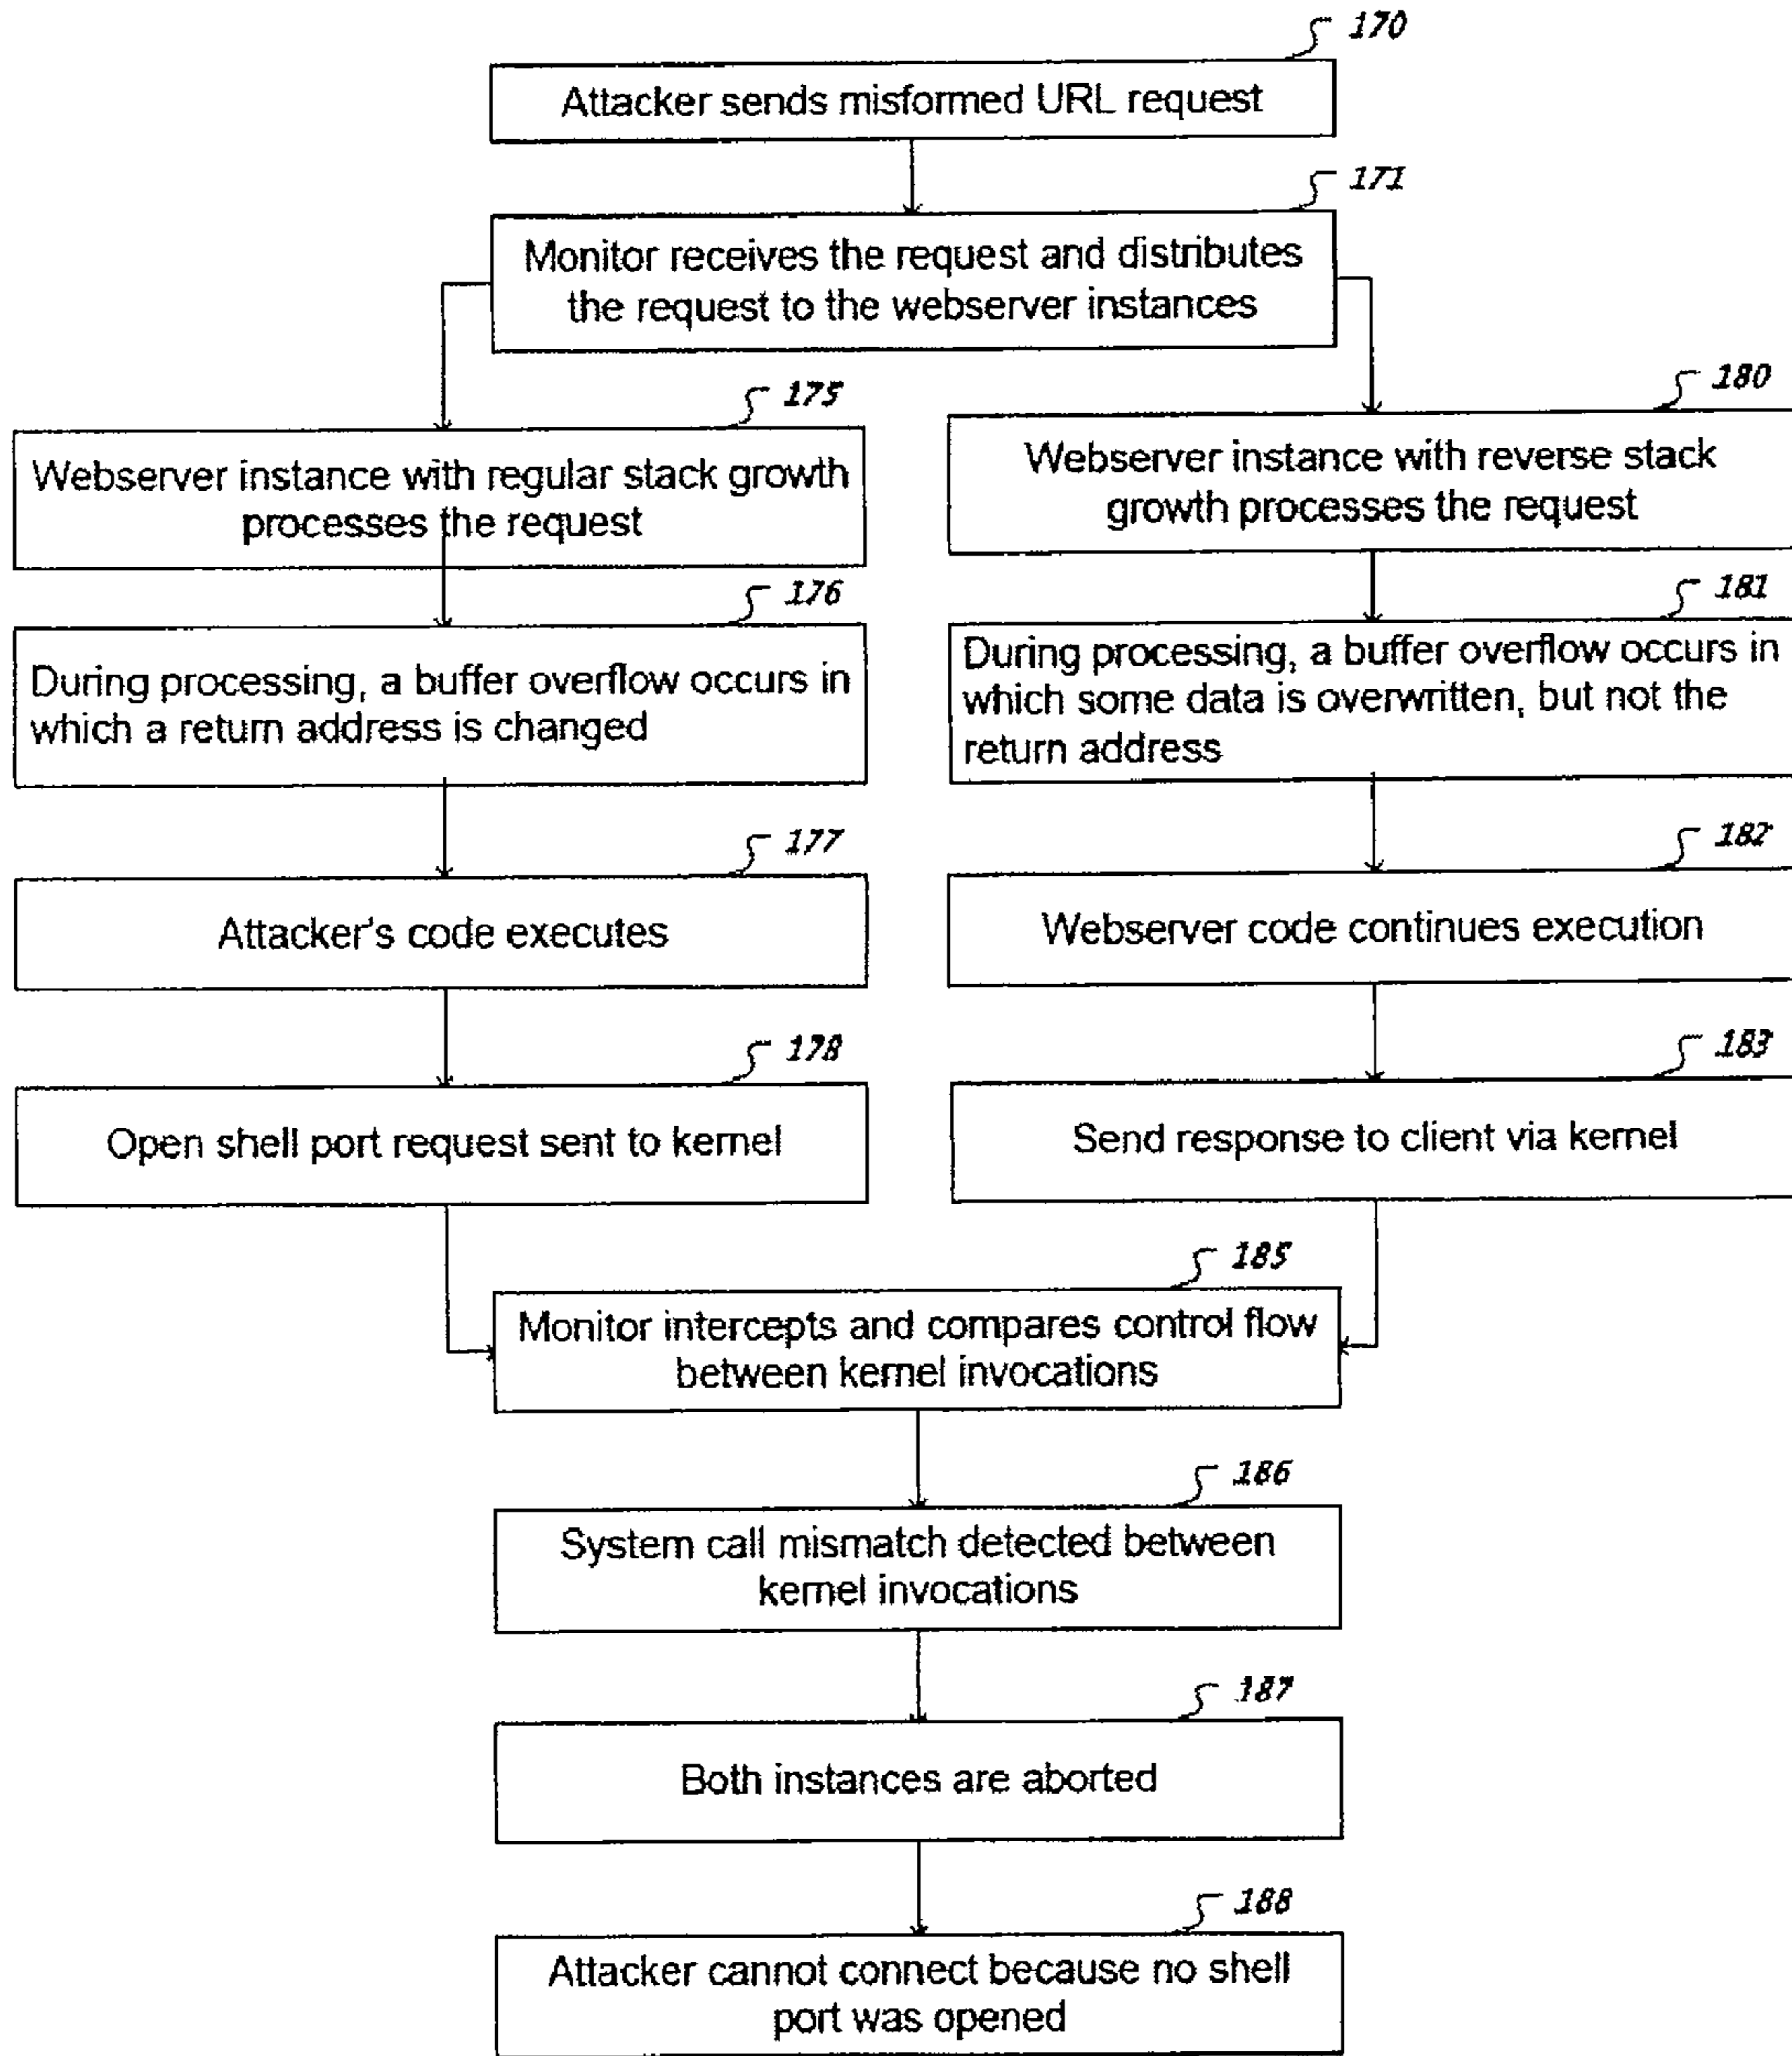 170
Attacker sends misformed URL request
171
Monitor receives the request and distributes
the request to the webserver instances
175
Webserver instance with regular stack growth
processes the request
180
Webserver instance with reverse stack
growth processes the request
176
During processing, a buffer overflow occurs in
which a return address is changed
181
During processing, a buffer overflow occurs in
which some data is overwritten, but not the
return address
177
Attacker's code executes
182
Webserver code continues execution
178
Open shell port request sent to kernel
183
Send response to client via kernel
185
Monitor intercepts and compares control flow
between kernel invocations
186
System call mismatch detected between
kernel invocations
187
Both instances are aborted
188
Attacker cannot connect because no shell
port was opened